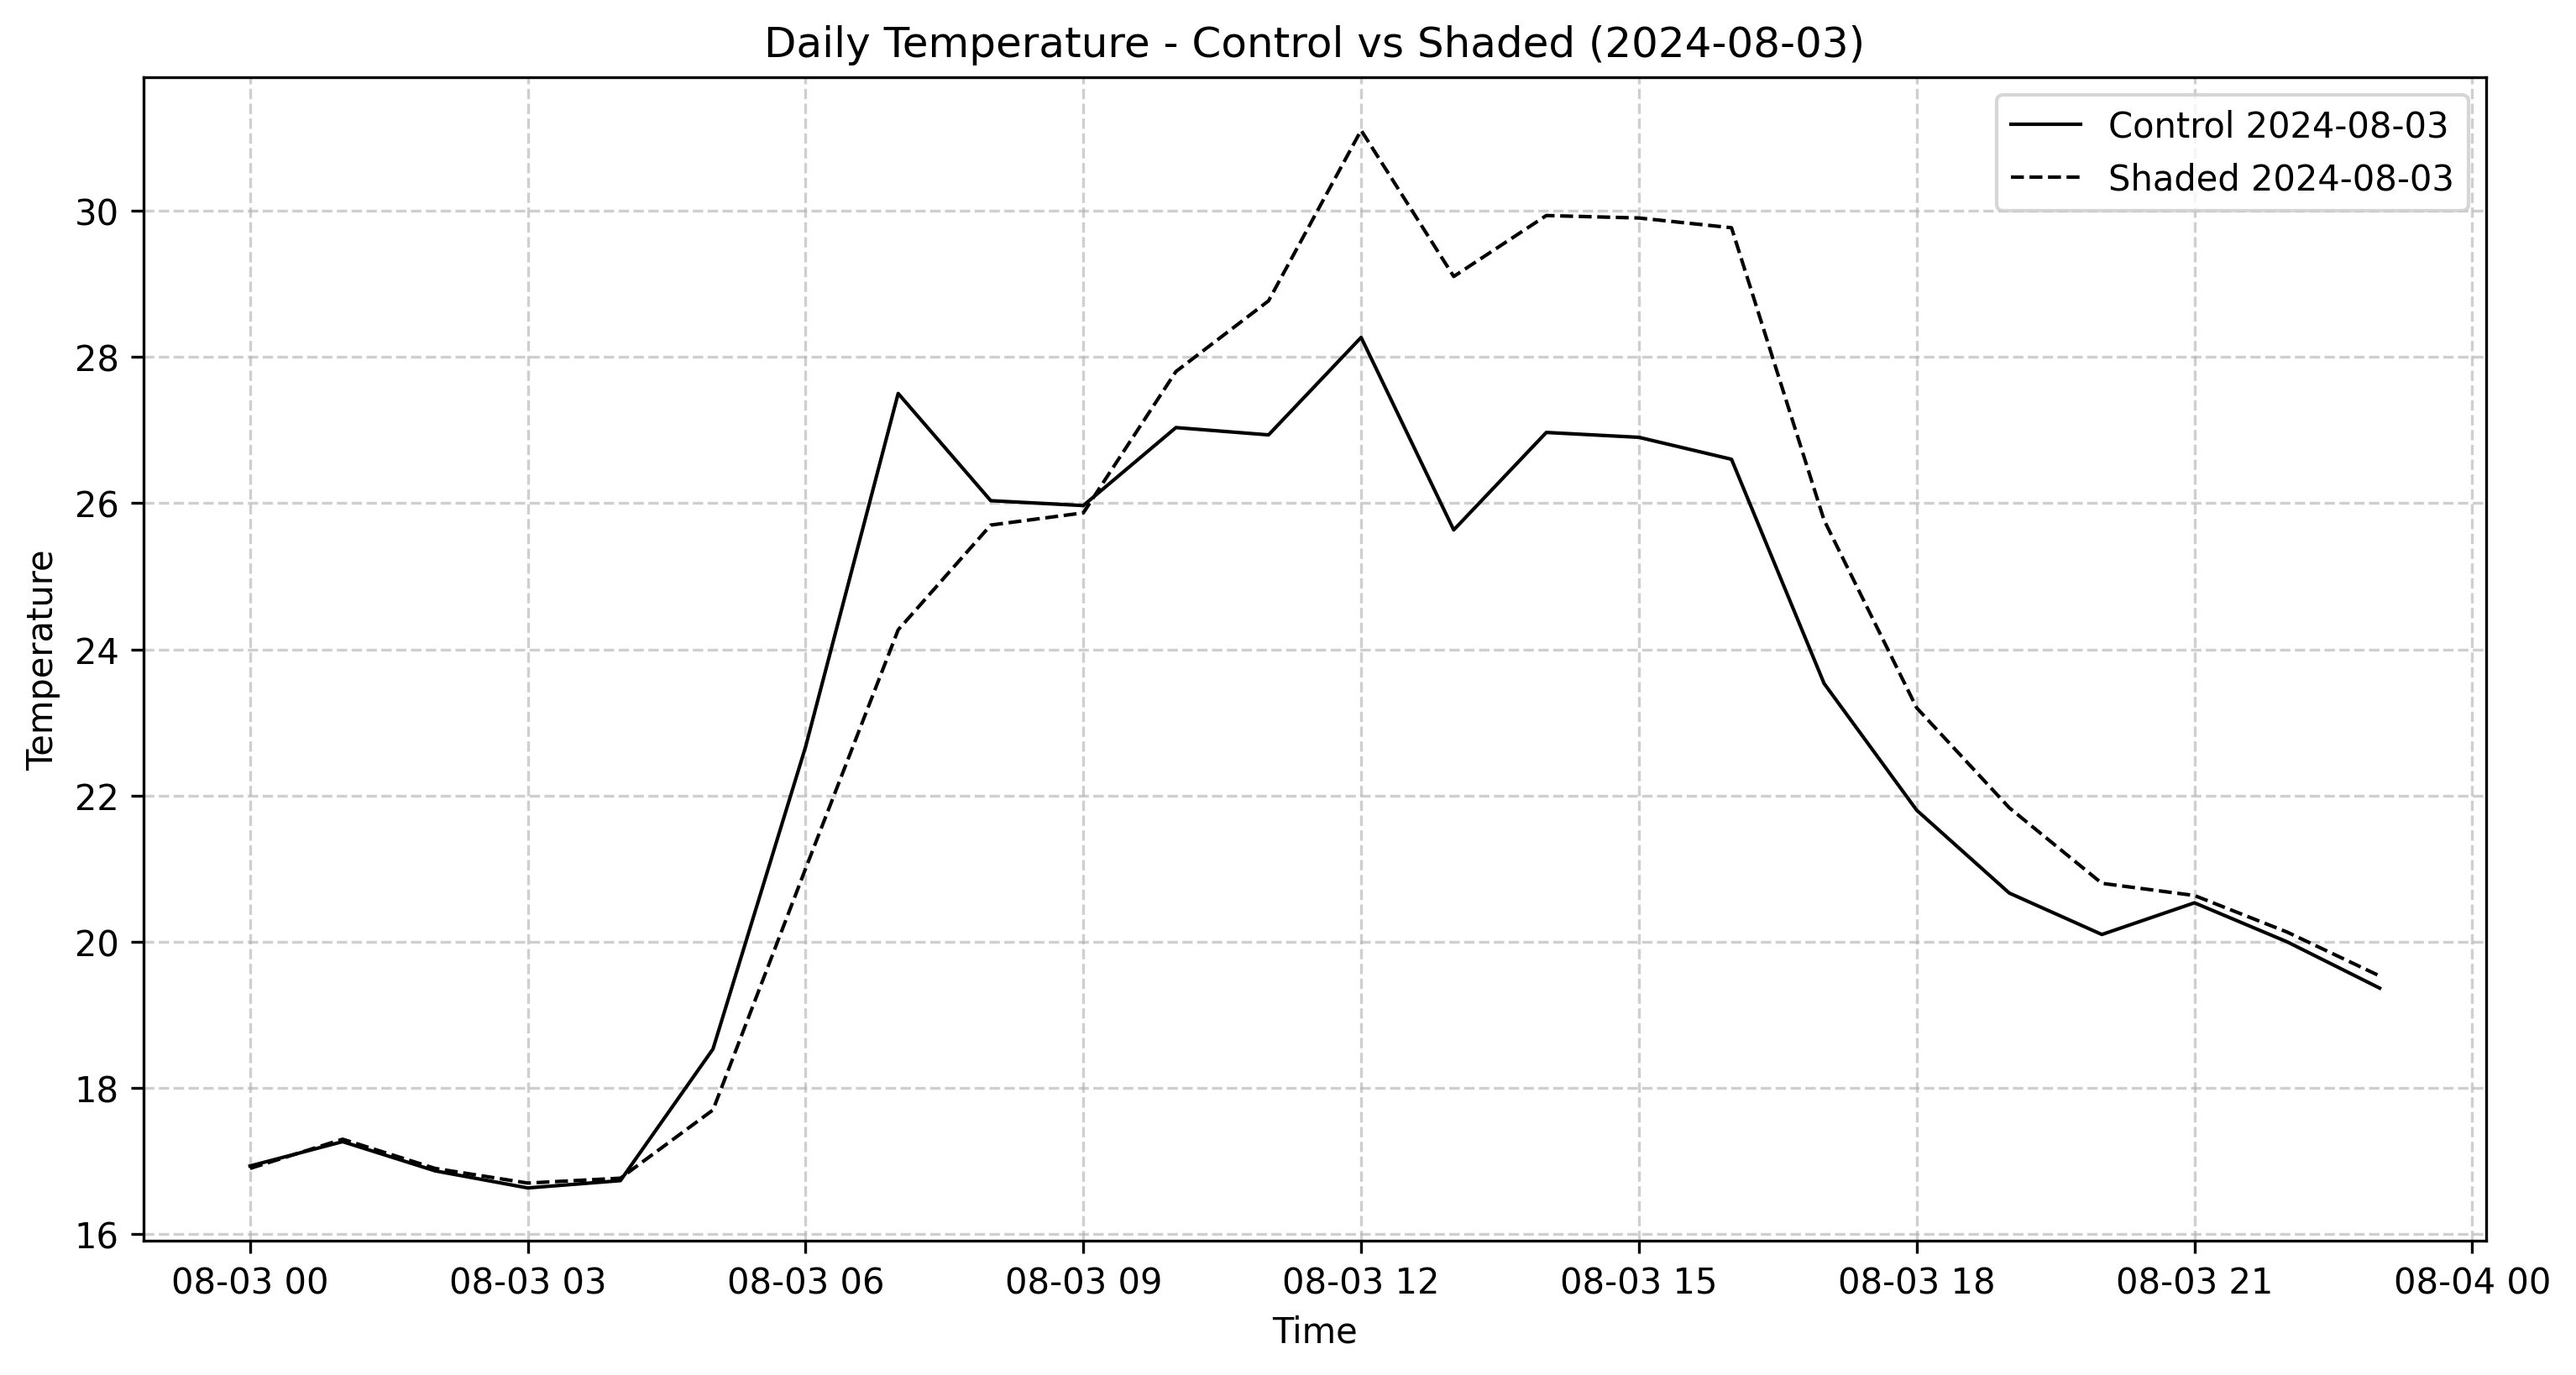 Daily Temperature - Control vs Shaded (2024-08-03)
Control 2024-08-03
Shaded 2024-08-03
Temperature
30
28
26
24
22
20
18
16
08-03 00 08-03 03 08-03 06 08-03 09 08-03 12 08-03 15 08-03 18 08-03 21 08-04 00
Time